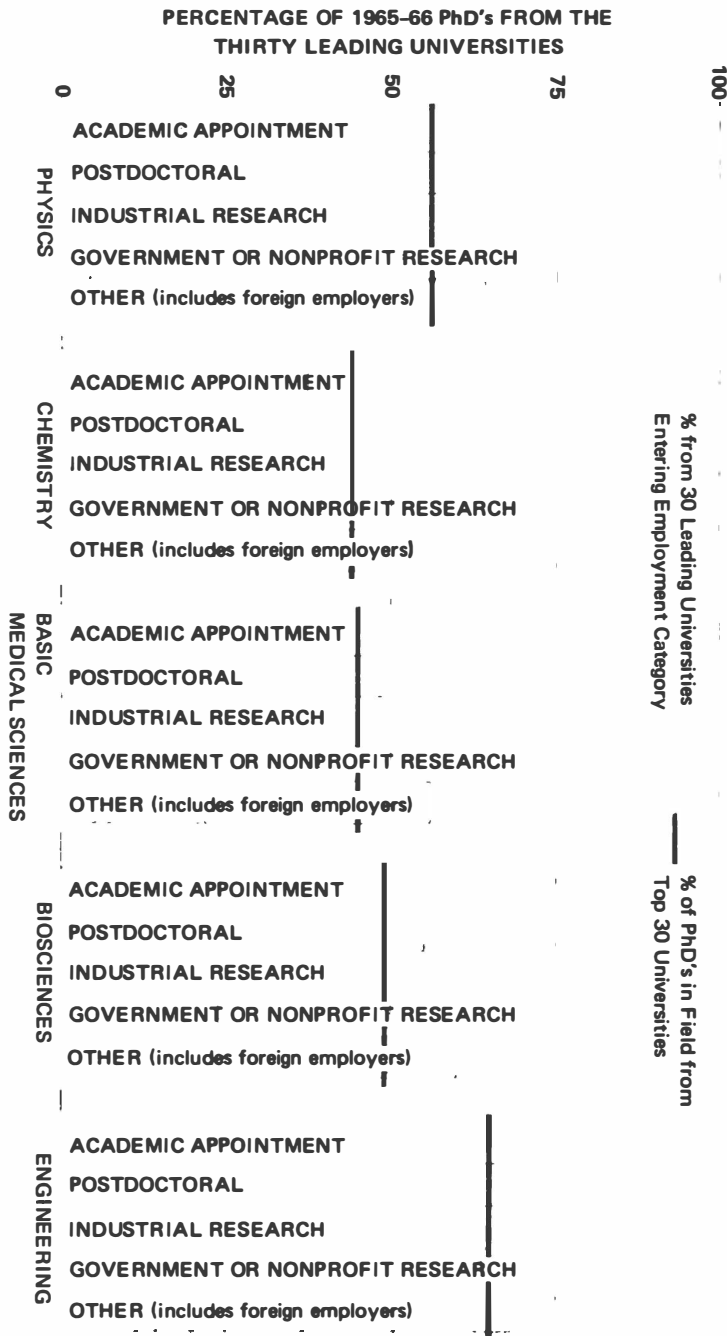 PERCENTAGE OF 1965–66 PhD's FROM THE
THIRTY LEADING UNIVERSITIES
0
25
50
75
100
PHYSICS
ACADEMIC APPOINTMENT
POSTDOCTORAL
INDUSTRIAL RESEARCH
GOVERNMENT OR NONPROFIT RESEARCH
OTHER (includes foreign employers)
CHEMISTRY
ACADEMIC APPOINTMENT
POSTDOCTORAL
INDUSTRIAL RESEARCH
GOVERNMENT OR NONPROFIT RESEARCH
OTHER (includes foreign employers)
% from 30 Leading Universities
Entering Employment Category
BASIC
MEDICAL SCIENCES
ACADEMIC APPOINTMENT
POSTDOCTORAL
INDUSTRIAL RESEARCH
GOVERNMENT OR NONPROFIT RESEARCH
OTHER (includes foreign employers)
% of PhD's in Field from
Top 30 Universities
BIOSCIENCES
ACADEMIC APPOINTMENT
POSTDOCTORAL
INDUSTRIAL RESEARCH
GOVERNMENT OR NONPROFIT RESEARCH
OTHER (includes foreign employers)
ENGINEERING
ACADEMIC APPOINTMENT
POSTDOCTORAL
INDUSTRIAL RESEARCH
GOVERNMENT OR NONPROFIT RESEARCH
OTHER (includes foreign employers)